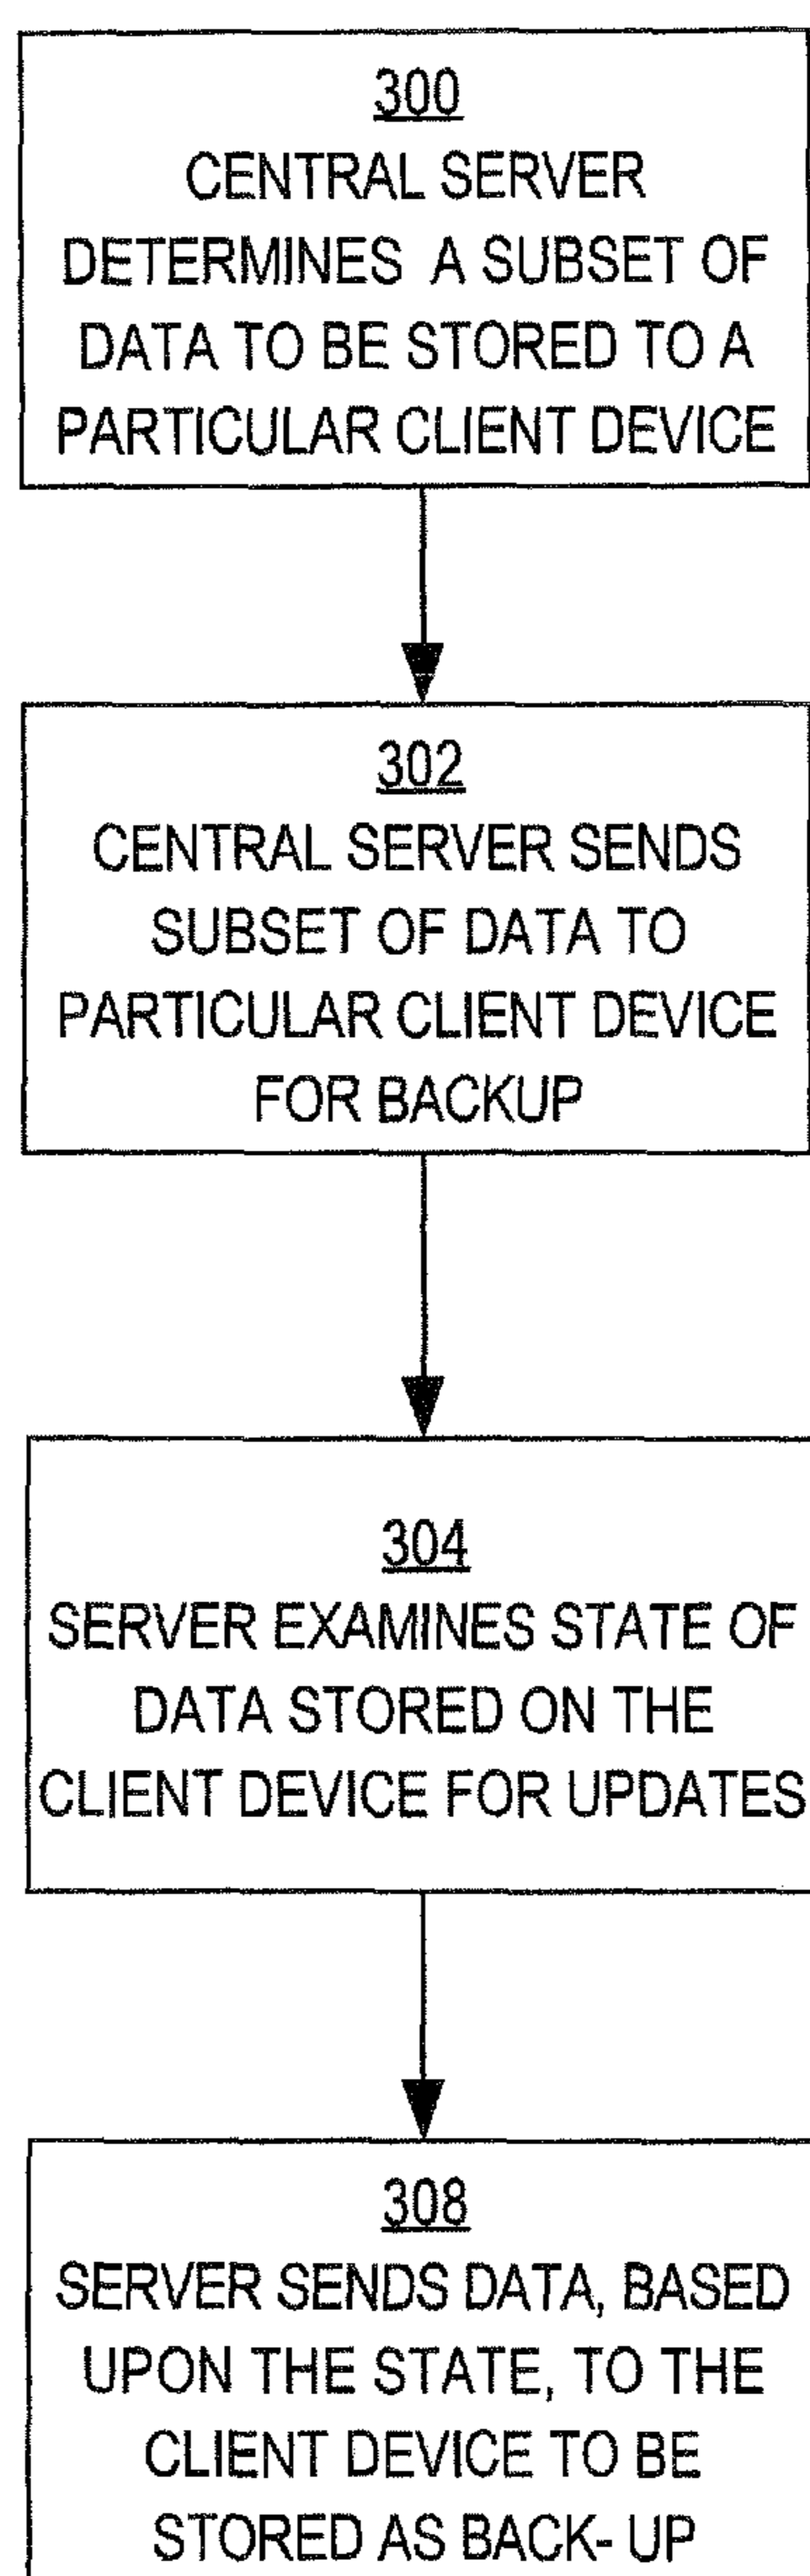 300
CENTRAL SERVER
DETERMINES A SUBSET OF
DATA TO BE STORED TO A
PARTICULAR CLIENT DEVICE
302
CENTRAL SERVER SENDS
SUBSET OF DATA TO
PARTICULAR CLIENT DEVICE
FOR BACKUP
304
SERVER EXAMINES STATE OF
DATA STORED ON THE
CLIENT DEVICE FOR UPDATES
308
SERVER SENDS DATA, BASED
UPON THE STATE, TO THE
CLIENT DEVICE TO BE
STORED AS BACK- UP